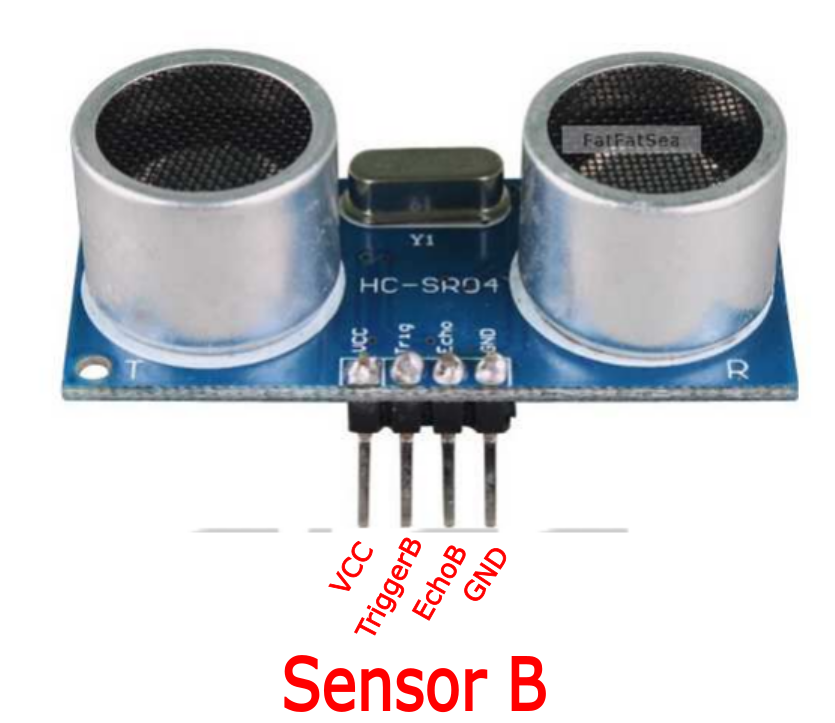 FatFatSea
Y1
HC-SR04
VCC Trig Echo GND
T R
VCC TriggerB EchoB GND
Sensor B